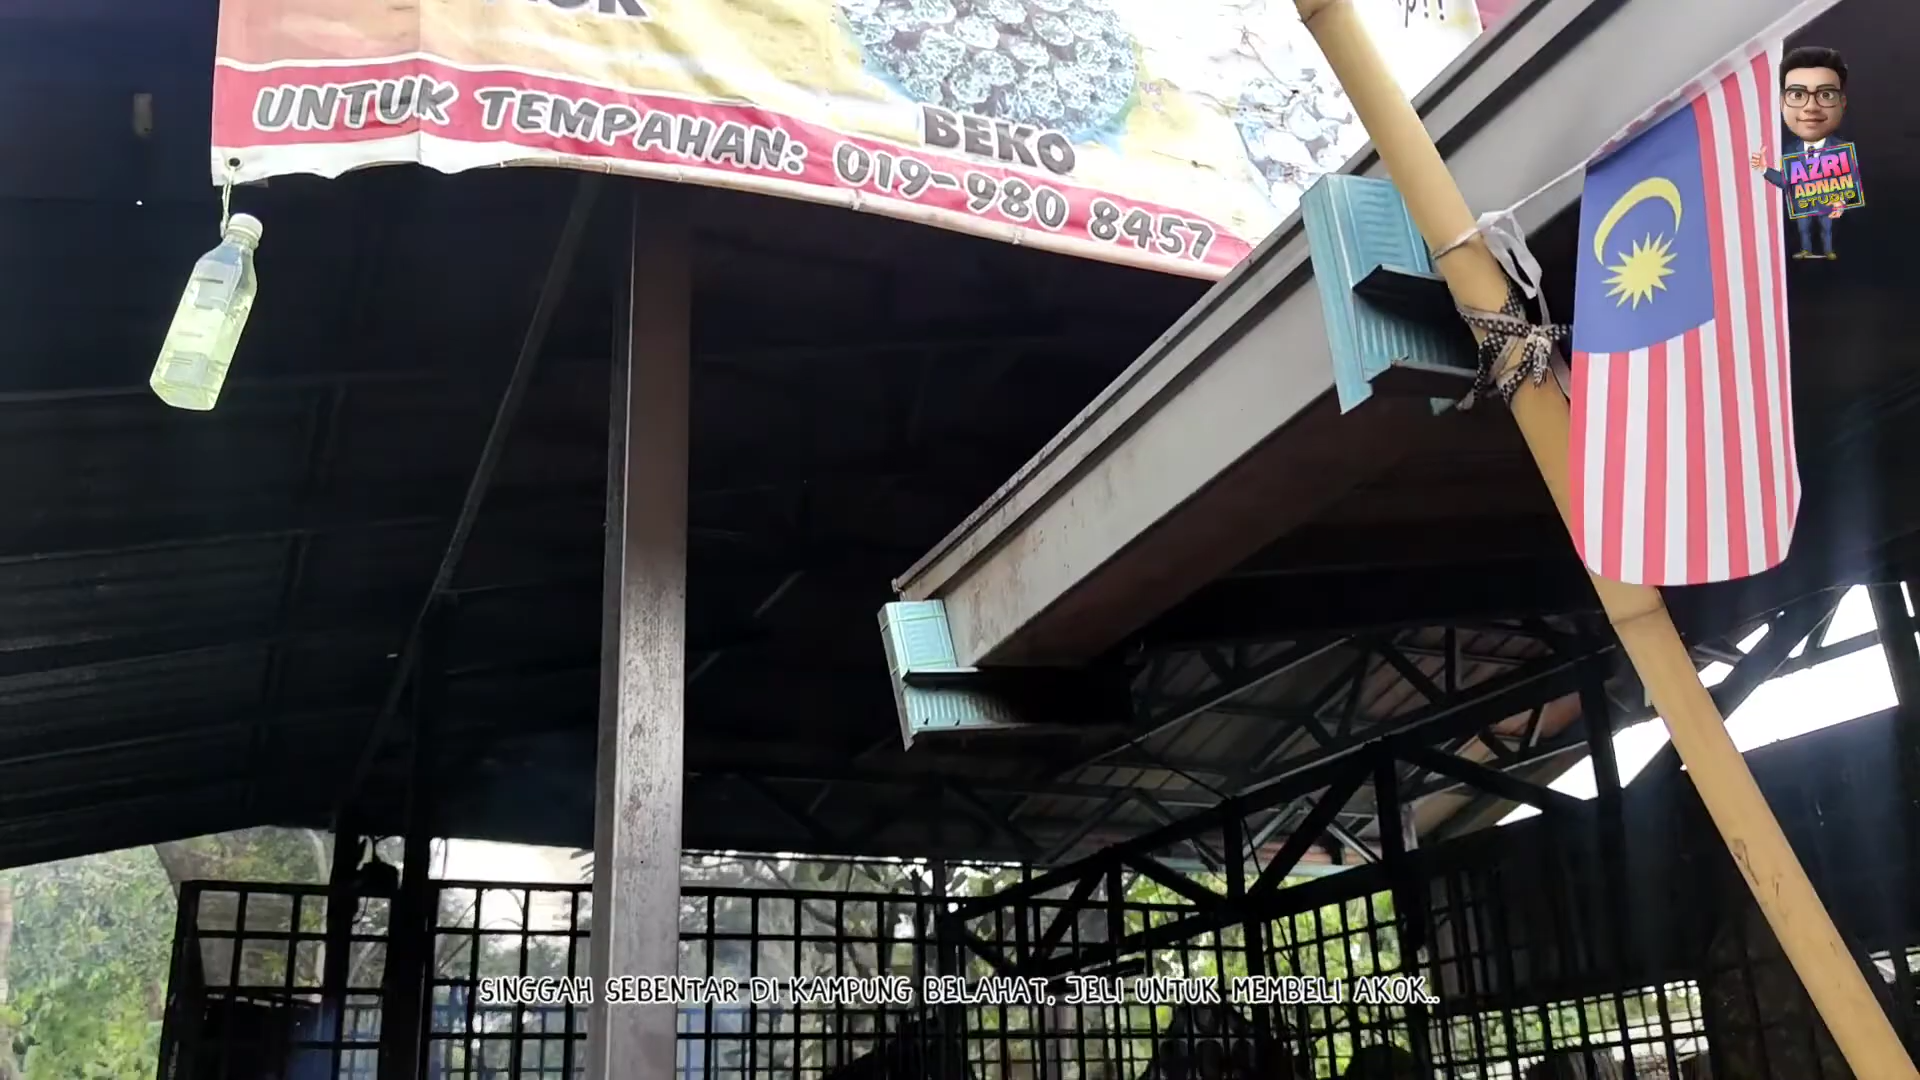 UNTUK TEMPAHAN: 019-980 8457
BEKO
AZRI
ADNAN
STUDIO
SINGGAH SEBENTAR DI KAMPUNG BELAHAT, JELI UNTUK MEMBELI AKOK..